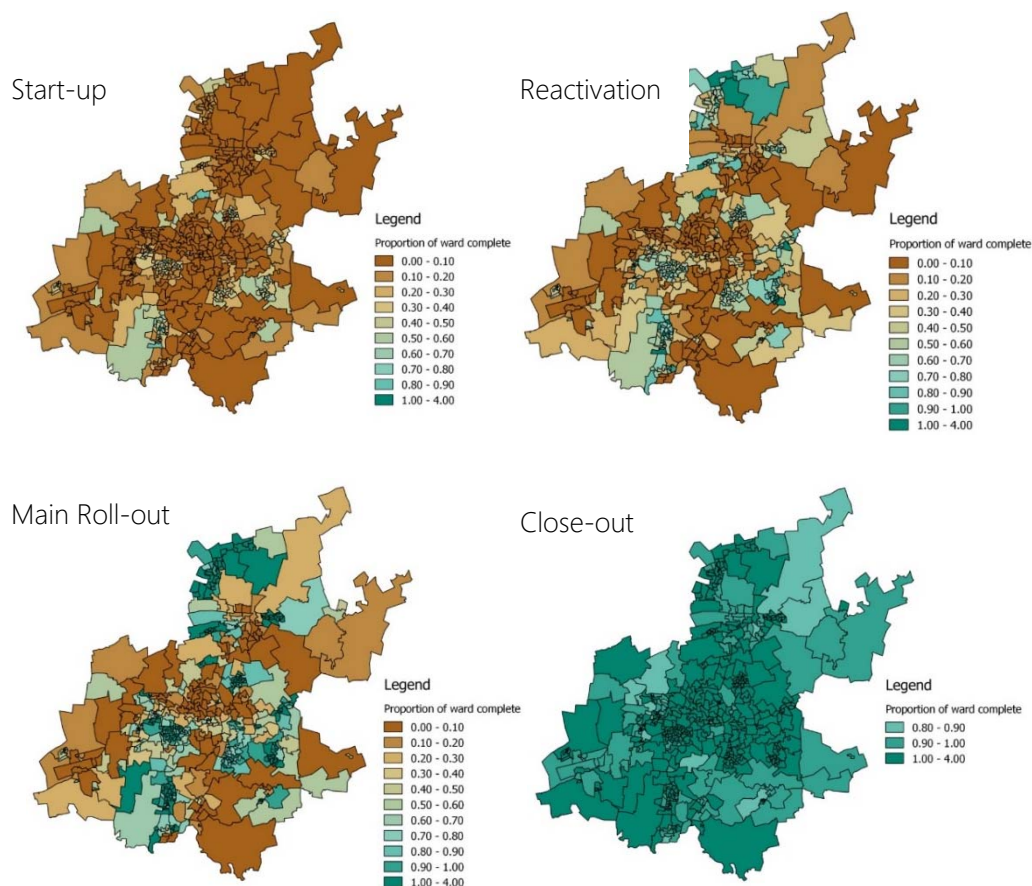 Start-up
Legend
Proportion of ward complete
0.00 - 0.10
0.10 - 0.20
0.20 - 0.30
0.30 - 0.40
0.40 - 0.50
0.50 - 0.60
0.60 - 0.70
0.70 - 0.80
0.80 - 0.90
1.00 - 4.00
Reactivation
Legend
Proportion of ward complete
0.00 - 0.10
0.10 - 0.20
0.20 - 0.30
0.30 - 0.40
0.40 - 0.50
0.50 - 0.60
0.60 - 0.70
0.70 - 0.80
0.80 - 0.90
0.90 - 1.00
1.00 - 4.00
Main Roll-out
Legend
Proportion of ward complete
0.00 - 0.10
0.10 - 0.20
0.20 - 0.30
0.30 - 0.40
0.40 - 0.50
0.50 - 0.60
0.60 - 0.70
0.70 - 0.80
0.80 - 0.90
0.90 - 1.00
1.00 - 4.00
Close-out
Legend
Proportion of ward complete
0.80 - 0.90
0.90 - 1.00
1.00 - 4.00